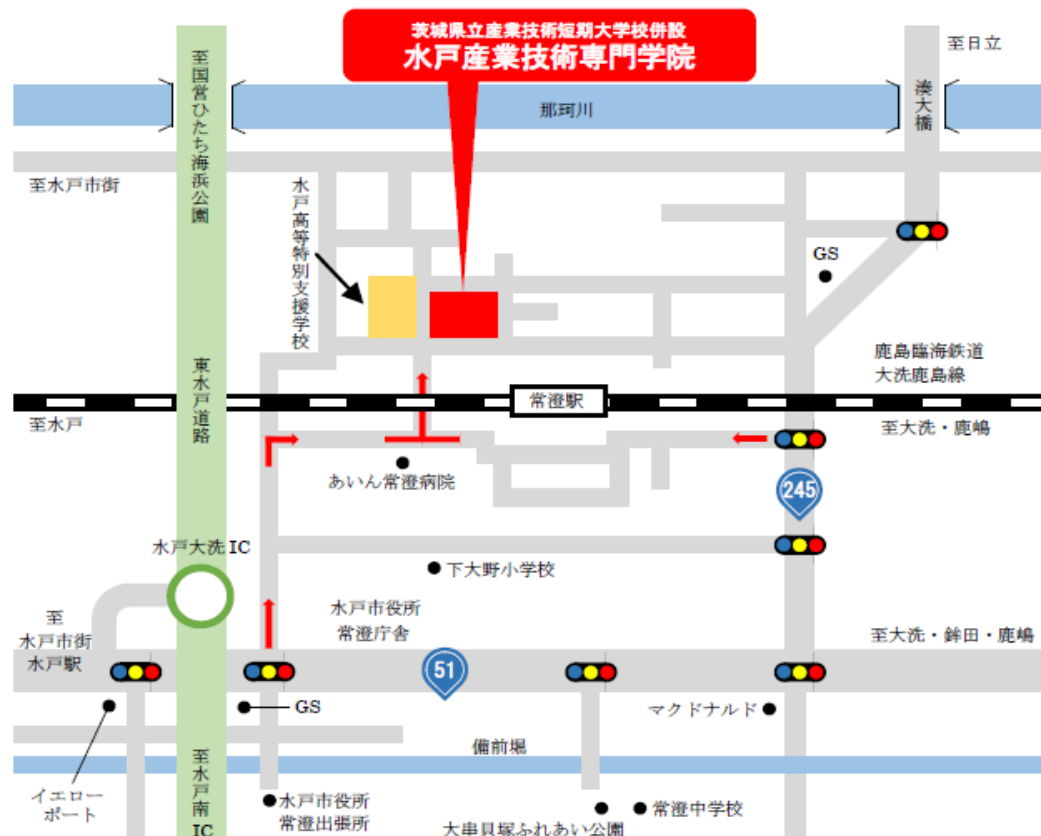 茨城県立産業技術短期大学校併設
水戸産業技術専門学院
至日立
至国営ひたち海浜公園
那珂川
湊大橋
至水戸市街
水戸高等特別支援学校
GS
東水戸道路
鹿島臨海鉄道
大洗鹿島線
常澄駅
至水戸
至大洗・鹿嶋
あいん常澄病院
245
水戸大洗 IC
下大野小学校
至
水戸市街
水戸駅
水戸市役所
常澄庁舎
至大洗・鉾田・鹿嶋
51
GS
マクドナルド
備前堀
至水戸南IC
イエロー
ポート
水戸市役所
常澄出張所
常澄中学校
大串貝塚ふれあい公園